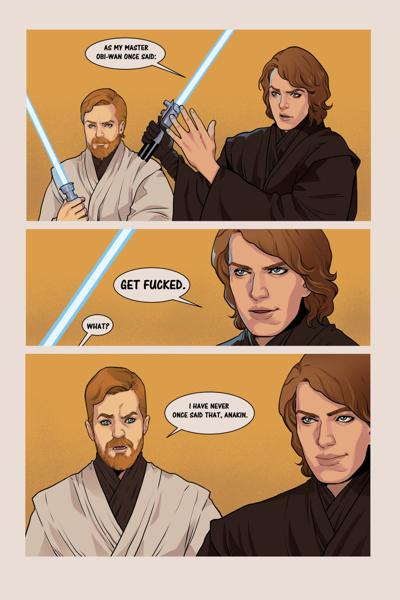 AS MY MASTER
OBI-WAN ONCE SAID:
GET FUCKED.
WHAT?
I HAVE NEVER
ONCE SAID THAT, ANAKIN.